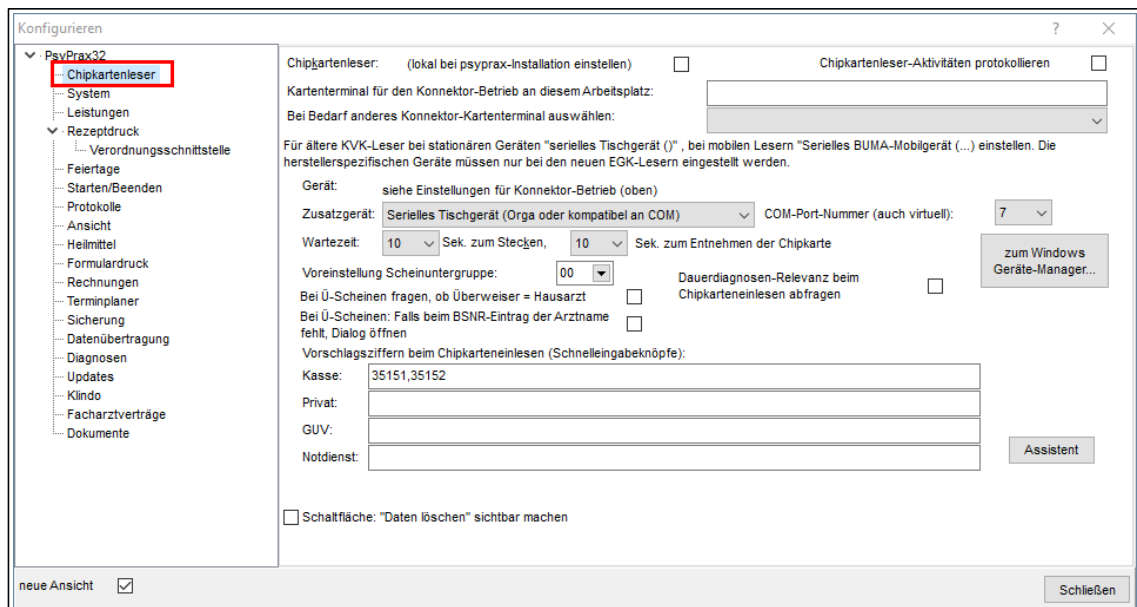 Konfigurieren
?
PsyPrax32
Chipkartenleser
System
Leistungen
Rezeptdruck
Verordnungsschnittstelle
Feiertage
Starten/Beenden
Protokolle
Ansicht
Heilmittel
Formulardruck
Rechnungen
Terminplaner
Sicherung
Datenübertragung
Diagnosen
Updates
Klindo
Facharztverträge
Dokumente
Chipkartenleser: (lokal bei psyprax-Installation einstellen) Chipkartenleser-Aktivitäten protokollieren
Kartenterminal für den Konnektor-Betrieb an diesem Arbeitsplatz:
Bei Bedarf anderes Konnektor-Kartenterminal auswählen:
Für ältere KVK-Leser bei stationären Geräten "serielles Tischgerät ()" , bei mobilen Lesern "Serielles BUMA-Mobilgerät (...) einstellen. Die
herstellerspezifischen Geräte müssen nur bei den neuen EGK-Lesern eingestellt werden.
Gerät: siehe Einstellungen für Konnektor-Betrieb (oben)
Zusatzgerät: Serielles Tischgerät (Orga oder kompatibel an COM) COM-Port-Nummer (auch virtuell): 7
Wartezeit: 10 Sek. zum Stecken, 10 Sek. zum Entnehmen der Chipkarte
zum Windows
Geräte-Manager...
Voreinstellung Scheinuntergruppe: 00
Dauerdiagnosen-Relevanz beim
Chipkarteneinlesen abfragen
Bei Ü-Scheinen fragen, ob Überweiser = Hausarzt
Bei Ü-Scheinen: Falls beim BSNR-Eintrag der Arztname
fehlt, Dialog öffnen
Vorschlagsziffern beim Chipkarteneinlesen (Schnelleingabeknöpfe):
Kasse: 35151,35152
Privat:
GUV:
Notdienst:
Assistent
Schaltfläche: "Daten löschen" sichtbar machen
neue Ansicht
Schließen